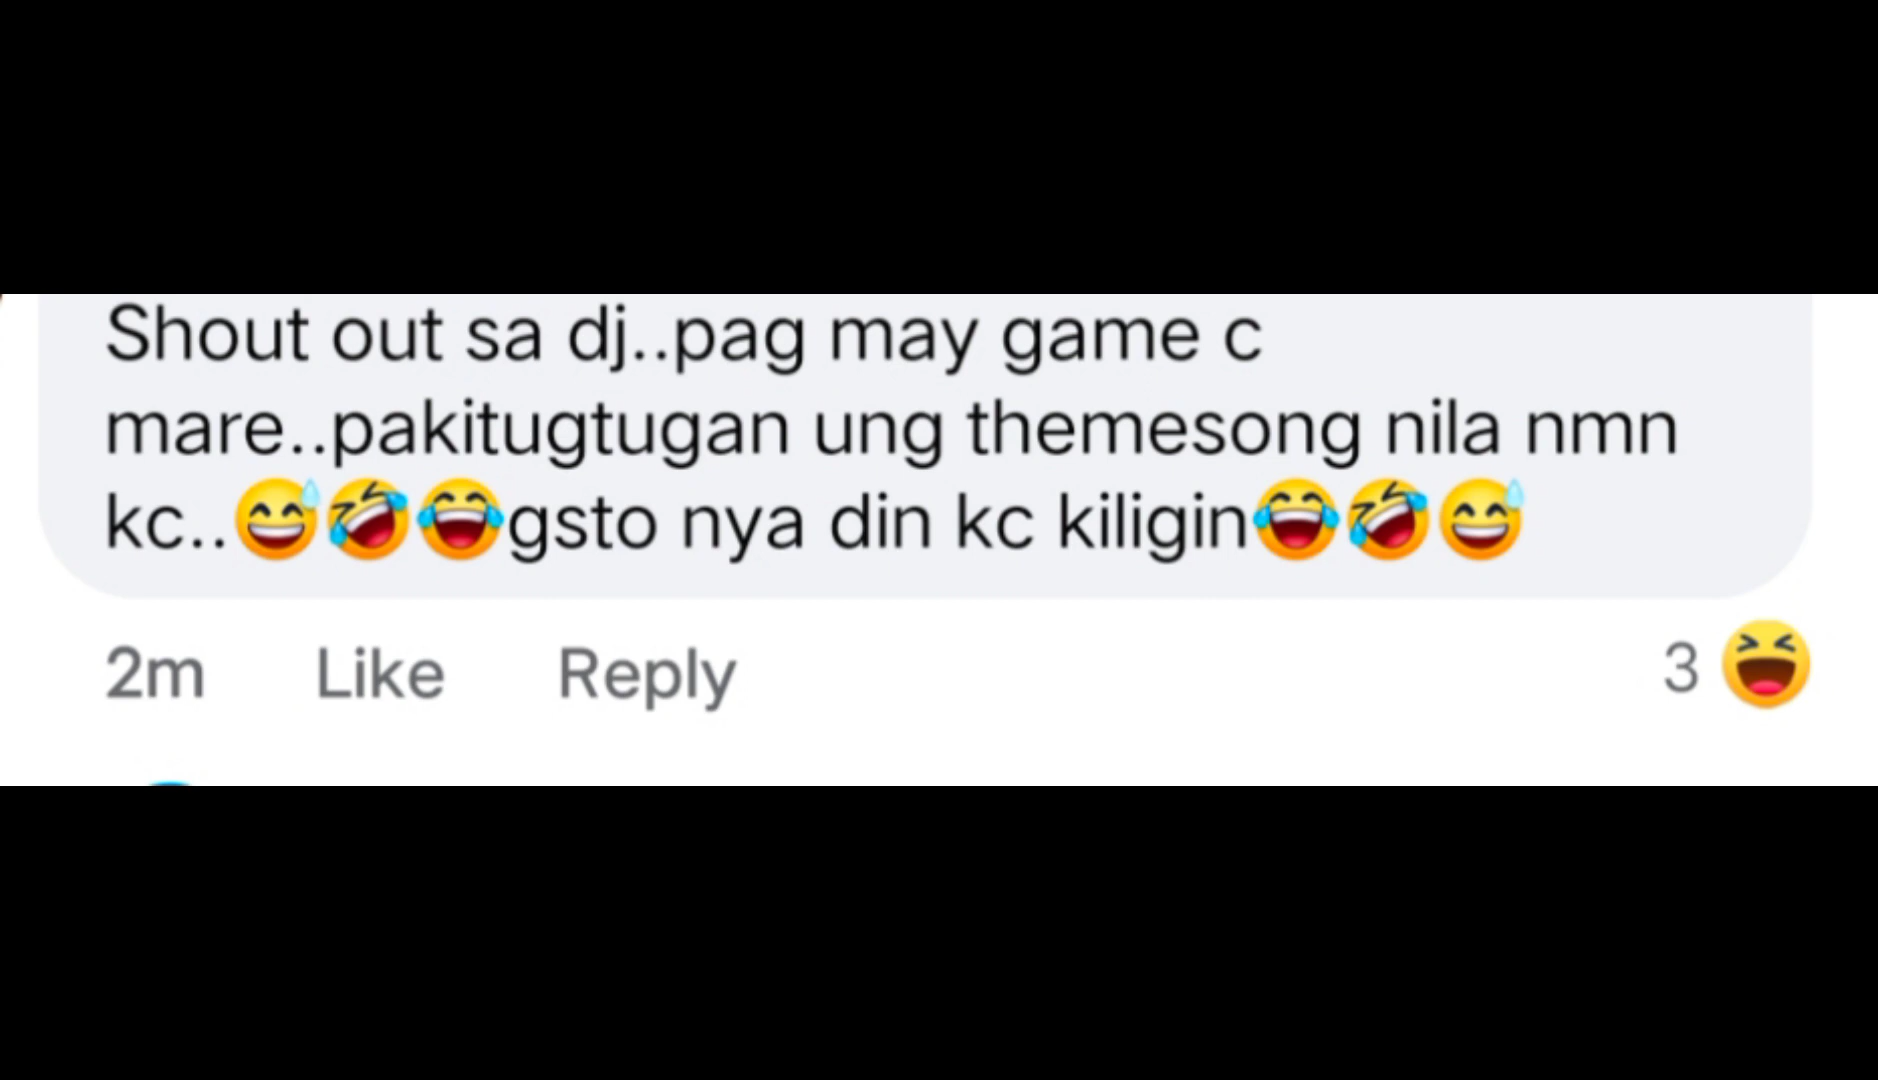 Shout out sa dj..pag may game c
mare..pakitugtugan ung themesong nila nmn
kc..😅🤣😂gsto nya din kc kiligin😂🤣😅
2m Like Reply 3 😆